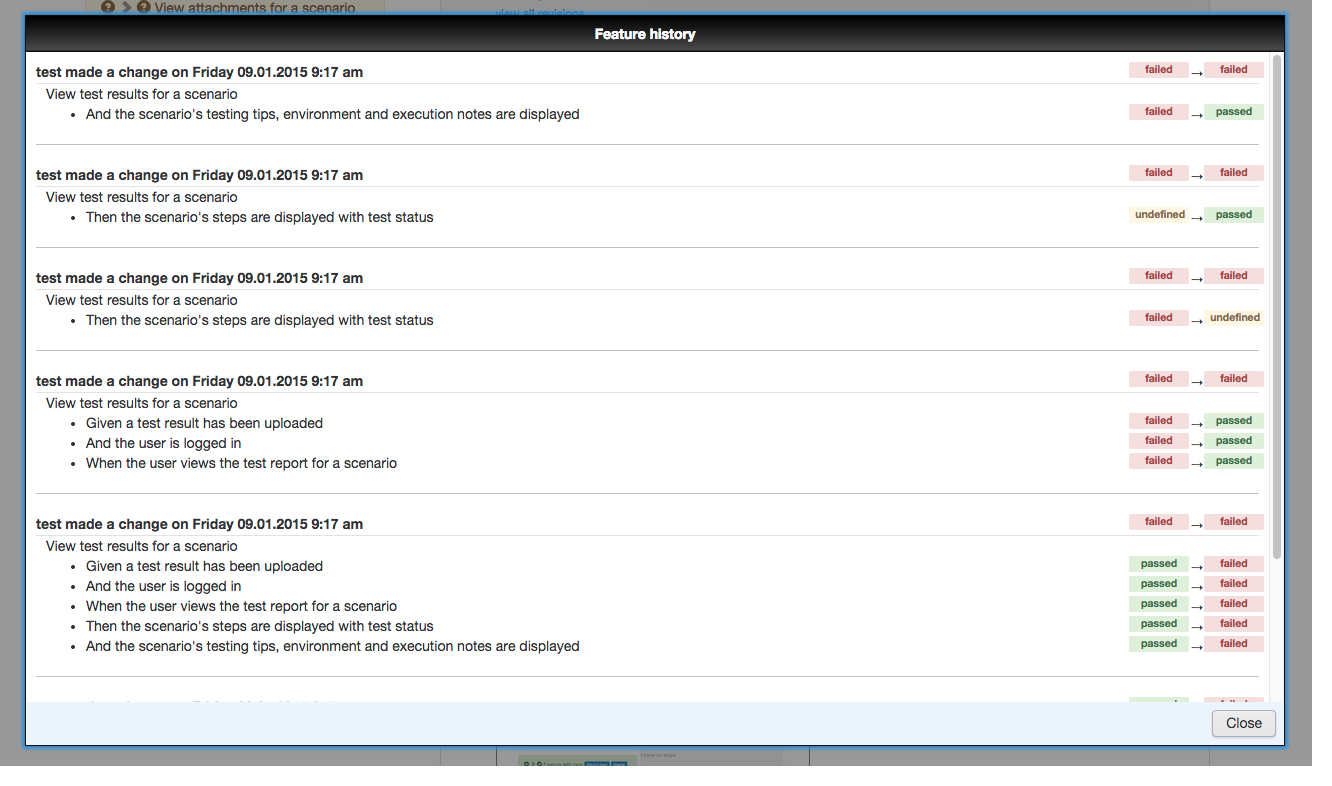 View attachments for a scenario
view all revisions
Feature history
test made a change on Friday 09.01.2015 9:17 am failed → failed
View test results for a scenario
• And the scenario's testing tips, environment and execution notes are displayed failed → passed
test made a change on Friday 09.01.2015 9:17 am failed → failed
View test results for a scenario
• Then the scenario's steps are displayed with test status undefined → passed
test made a change on Friday 09.01.2015 9:17 am failed → failed
View test results for a scenario
• Then the scenario's steps are displayed with test status failed → undefined
test made a change on Friday 09.01.2015 9:17 am failed → failed
View test results for a scenario
• Given a test result has been uploaded failed → passed
• And the user is logged in failed → passed
• When the user views the test report for a scenario failed → passed
test made a change on Friday 09.01.2015 9:17 am failed → failed
View test results for a scenario
• Given a test result has been uploaded passed → failed
• And the user is logged in passed → failed
• When the user views the test report for a scenario passed → failed
• Then the scenario's steps are displayed with test status passed → failed
• And the scenario's testing tips, environment and execution notes are displayed passed → failed
Close